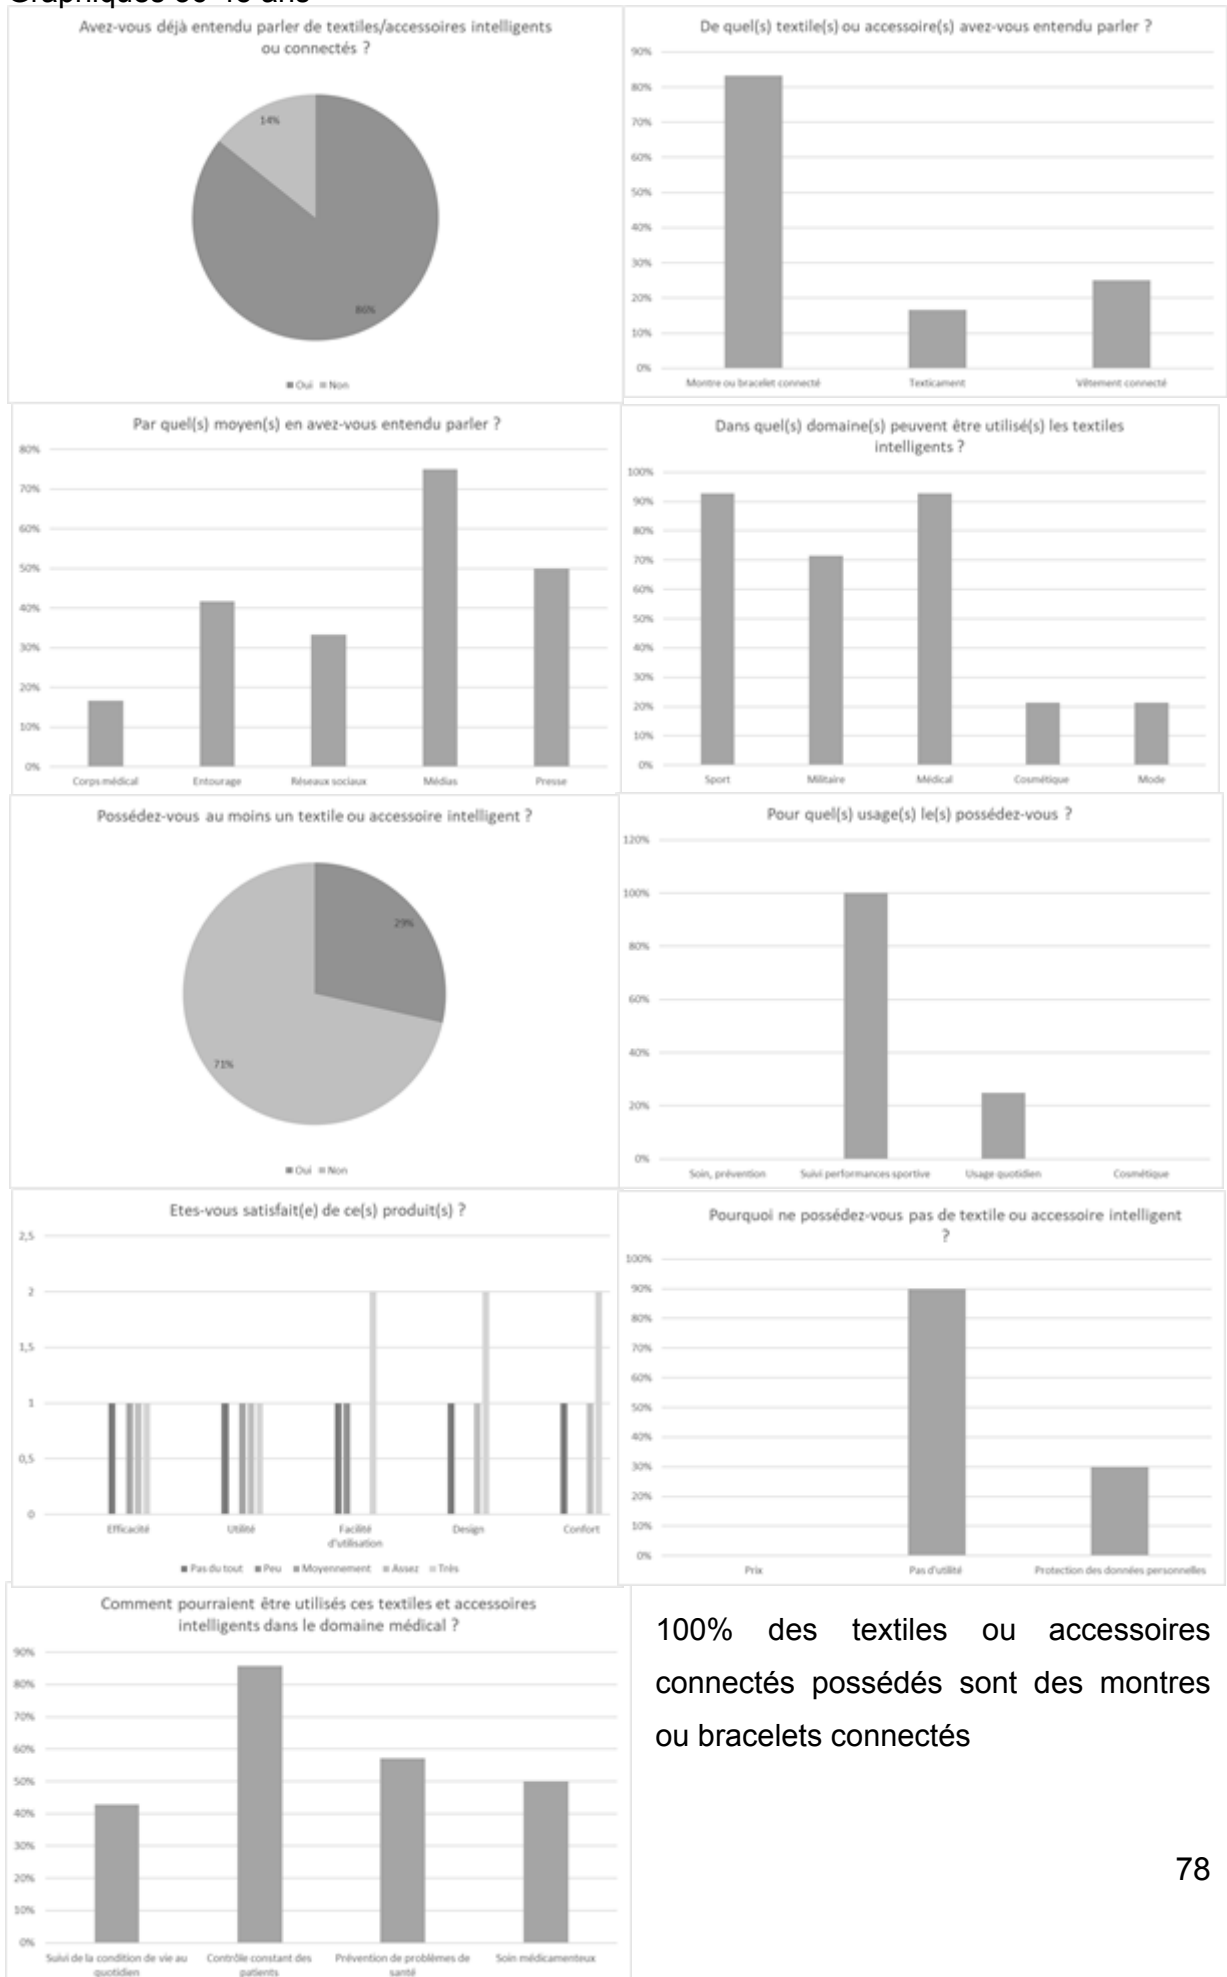 Avez-vous déjà entendu parler de textiles/accessoires intelligents
ou connectés ?
14%
86%
Oui Non
De quel(s) textile(s) ou accessoire(s) avez-vous entendu parler ?
90%
80%
70%
60%
50%
40%
30%
20%
10%
0%
Montre ou bracelet connecté Texticament Vêtement connecté
Par quel(s) moyen(s) en avez-vous entendu parler ?
80%
70%
60%
50%
40%
30%
20%
10%
0%
Corps médical Entourage Réseaux sociaux Médias Presse
Dans quel(s) domaine(s) peuvent être utilisé(s) les textiles
intelligents ?
100%
90%
80%
70%
60%
50%
40%
30%
20%
10%
0%
Sport Militaire Médical Cosmétique Mode
Possédez-vous au moins un textile ou accessoire intelligent ?
29%
71%
Oui Non
Pour quel(s) usage(s) le(s) possédez-vous ?
120%
100%
80%
60%
40%
20%
0%
Soin, prévention Suivi performances sportive Usage quotidien Cosmétique
Etes-vous satisfait(e) de ce(s) produit(s) ?
2,5
2
1,5
1
0,5
0
Efficacité Utilité Facilité Design Confort
d'utilisation
Pas du tout Peu Moyennement Assez Très
Pourquoi ne possédez-vous pas de textile ou accessoire intelligent
?
100%
90%
80%
70%
60%
50%
40%
30%
20%
10%
0%
Prix Pas d'utilité Protection des données personnelles
Comment pourraient être utilisés ces textiles et accessoires
intelligents dans le domaine médical ?
90%
80%
70%
60%
50%
40%
30%
20%
10%
0%
Suivi de la condition de vie au Contrôle constant des Prévention de problèmes de Soin médicamenteux
quotidien patients santé
100% des textiles ou accessoires
connectés possédés sont des montres
ou bracelets connectés
78